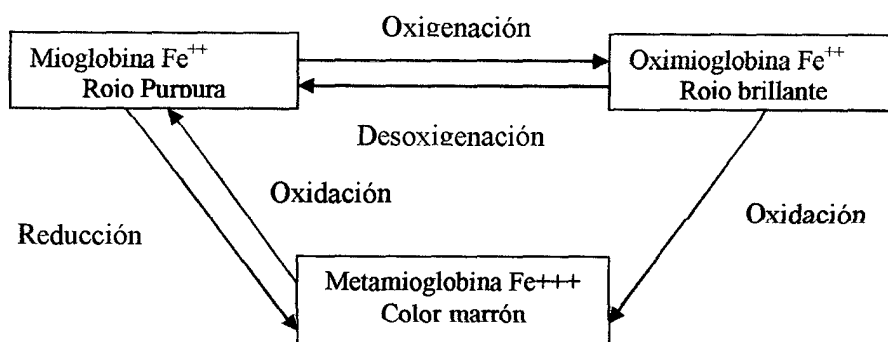 Oxigenación
Mioglobina Fe++
Rojo Purpura
Oximioglobina Fe++
Rojo brillante
Desoxigenación
Oxidación
Oxidación
Reducción
Metamioglobina Fe+++
Color marrón